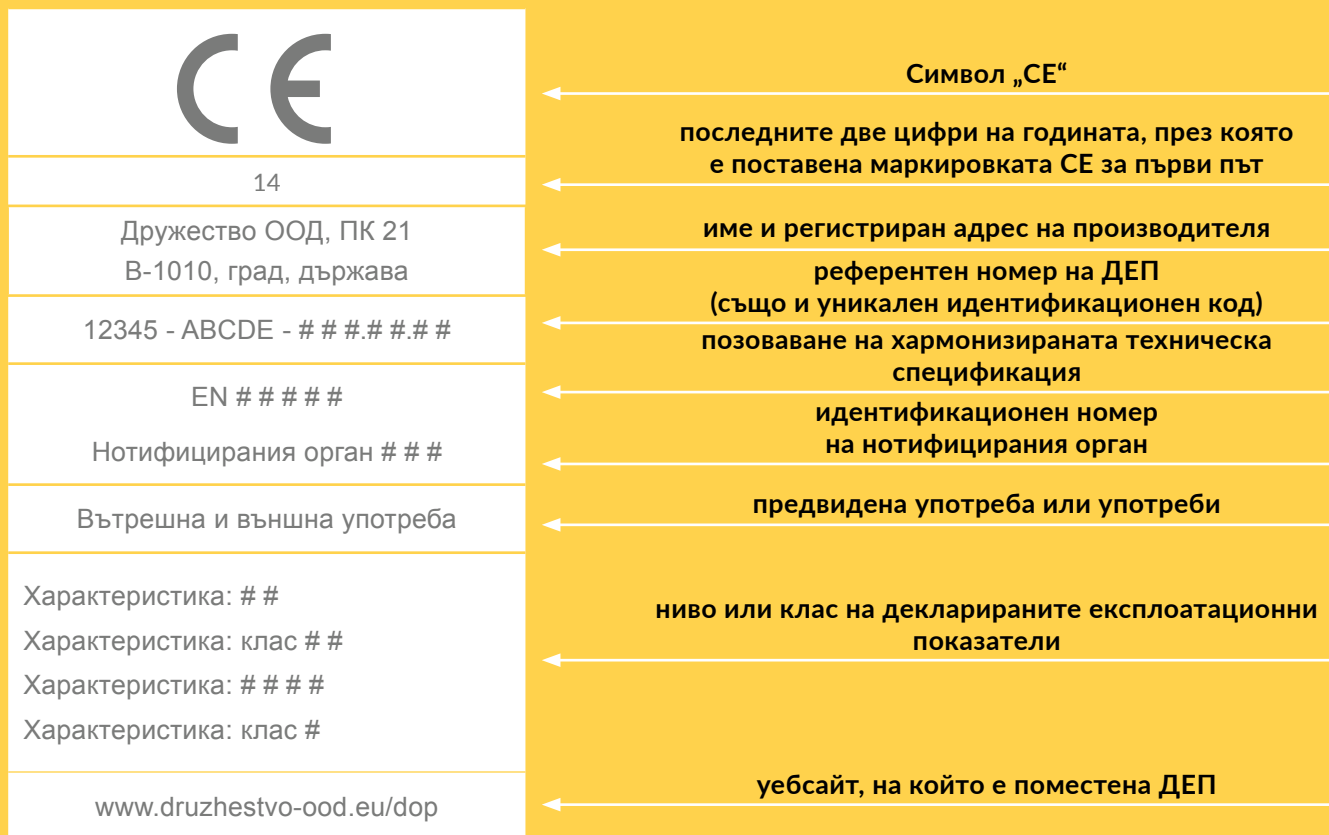 CE
Символ „СЕ“
последните две цифри на годината, през която
е поставена маркировката СЕ за първи път
14
Дружество ООД, ПК 21
В-1010, град, държава
име и регистриран адрес на производителя
референтен номер на ДЕП
(също и уникален идентификационен код)
12345 - ABCDE - # # #.# #.# #
позоваване на хармонизираната техническа
спецификация
EN # # # # #
идентификационен номер
на нотифицирания орган
Нотифицирания орган # # #
предвидена употреба или употреби
Вътрешна и външна употреба
Характеристика: # #
Характеристика: клас # #
Характеристика: # # # #
Характеристика: клас #
ниво или клас на декларираните експлоатационни
показатели
уебсайт, на който е поместена ДЕП
www.druzhestvo-ood.eu/dop